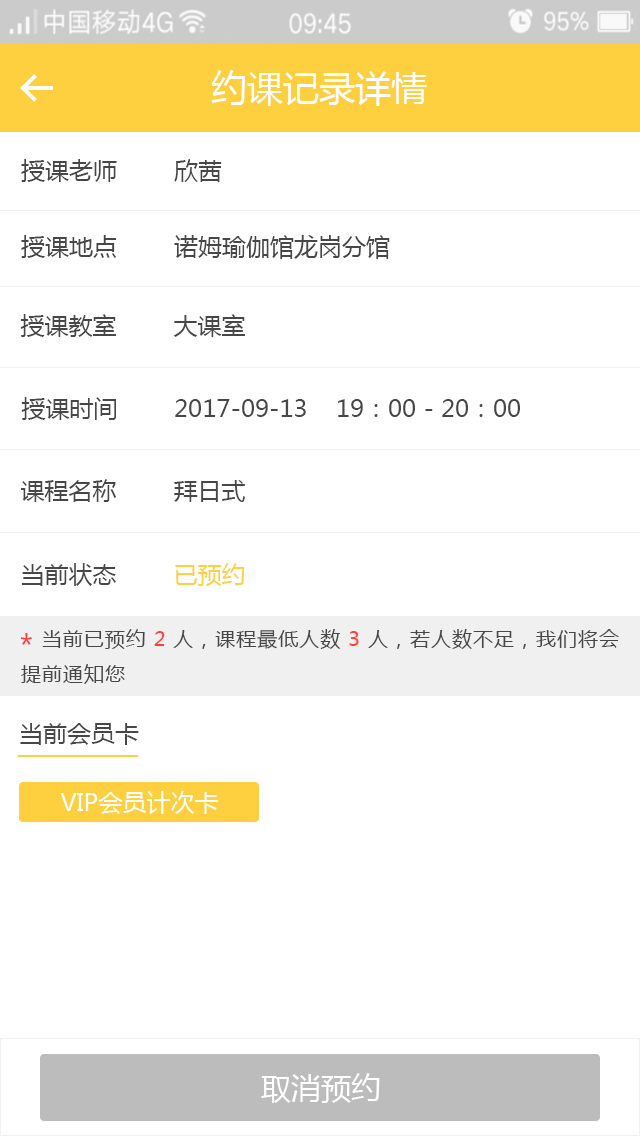 中国移动4G 09:45 95%
约课记录详情
授课老师 欣茜
授课地点 诺姆瑜伽馆龙岗分馆
授课教室 大课室
授课时间 2017-09-13 19：00 - 20：00
课程名称 拜日式
当前状态 已预约
* 当前已预约 2 人，课程最低人数 3 人，若人数不足，我们将会
提前通知您
当前会员卡
VIP会员计次卡
取消预约